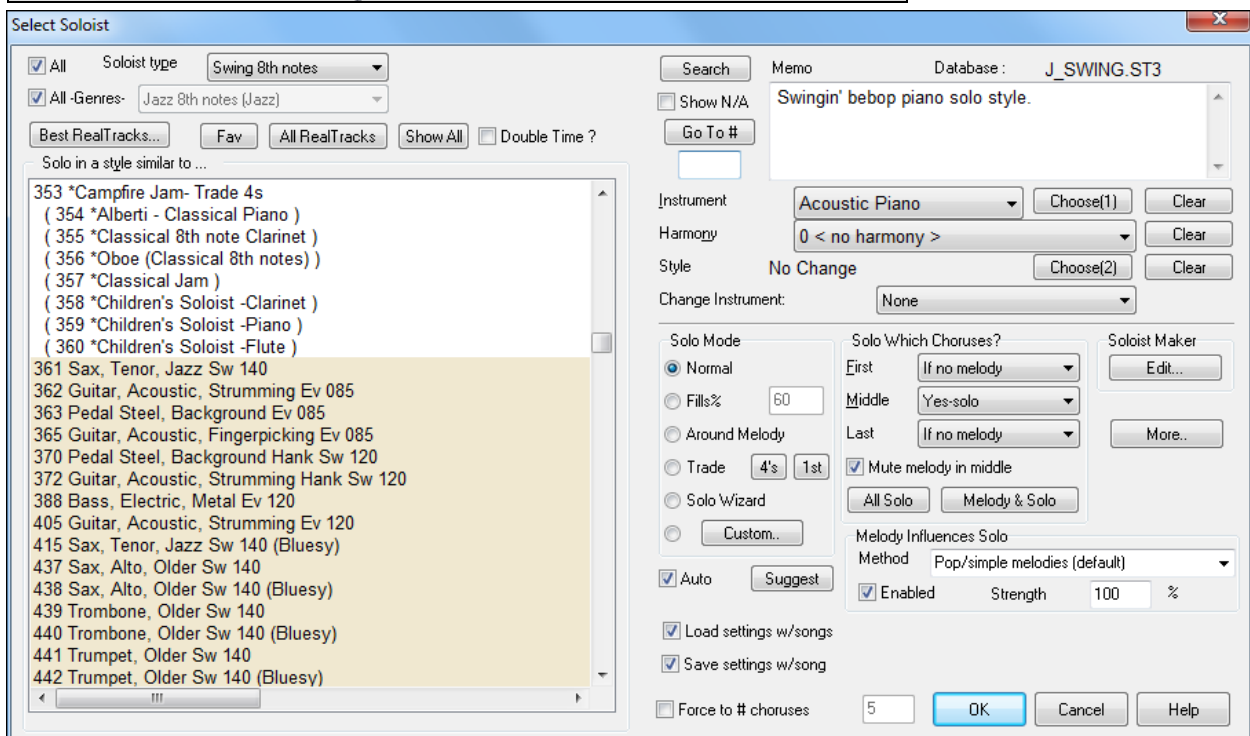 Select Soloist
All Soloist type Swing 8th notes
All -Genres- Jazz 8th notes (Jazz)
Best RealTracks... Fav All RealTracks Show All Double Time ?
Solo in a style similar to ...
353 *Campfire Jam- Trade 4s
( 354 *Alberti - Classical Piano )
( 355 *Classical 8th note Clarinet )
( 356 *Oboe (Classical 8th notes) )
( 357 *Classical Jam )
( 358 *Children's Soloist -Clarinet )
( 359 *Children's Soloist -Piano )
( 360 *Children's Soloist -Flute )
361 Sax, Tenor, Jazz Sw 140
362 Guitar, Acoustic, Strumming Ev 085
363 Pedal Steel, Background Ev 085
365 Guitar, Acoustic, Fingerpicking Ev 085
370 Pedal Steel, Background Hank Sw 120
372 Guitar, Acoustic, Strumming Hank Sw 120
388 Bass, Electric, Metal Ev 120
405 Guitar, Acoustic, Strumming Ev 120
415 Sax, Tenor, Jazz Sw 140 (Bluesy)
437 Sax, Alto, Older Sw 140
438 Sax, Alto, Older Sw 140 (Bluesy)
439 Trombone, Older Sw 140
440 Trombone, Older Sw 140 (Bluesy)
441 Trumpet, Older Sw 140
442 Trumpet, Older Sw 140 (Bluesy)
Search Memo Database : J_SWING.ST3
Show N/A Swingin' bebop piano solo style.
Go To #
Instrument Acoustic Piano Choose(1) Clear
Harmony 0 < no harmony > Clear
Style No Change Choose(2) Clear
Change Instrument: None
Solo Mode
Normal
Fills% 60
Around Melody
Trade 4's 1st
Solo Wizard
Custom..
Auto Suggest
Solo Which Choruses?
First If no melody
Middle Yes-solo
Last If no melody
Mute melody in middle
All Solo Melody & Solo
Soloist Maker
Edit...
More..
Melody Influences Solo
Method Pop/simple melodies (default)
Enabled Strength 100 %
Load settings w/songs
Save settings w/song
Force to # choruses 5 OK Cancel Help